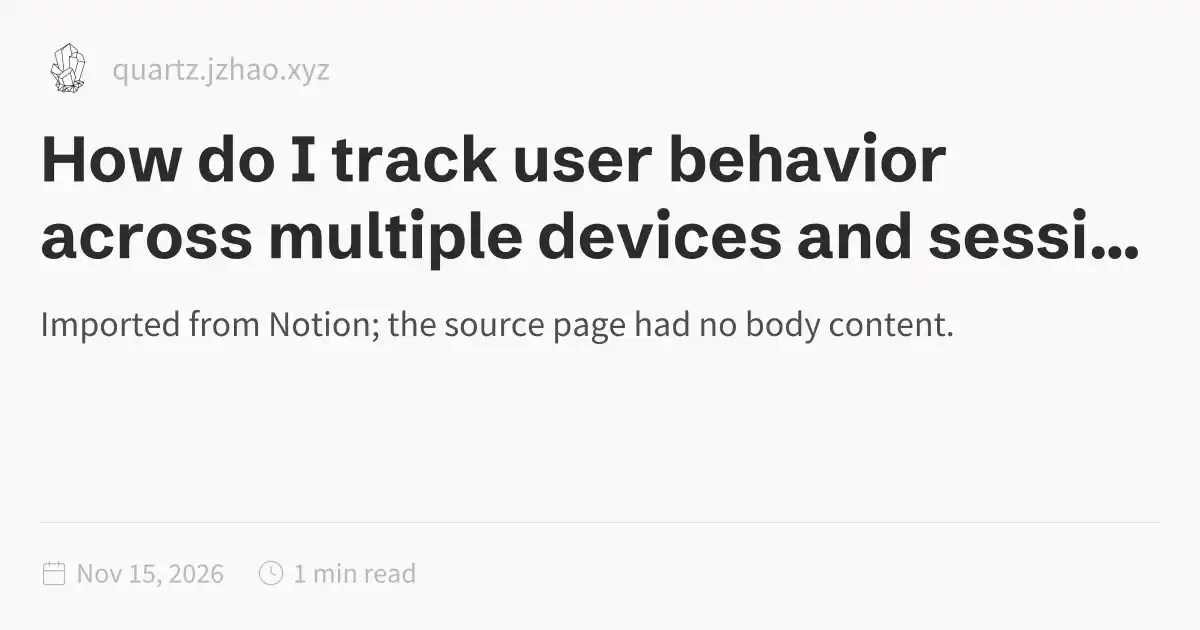 quartz.jzhao.xyz
How do I track user behavior
across multiple devices and sessi...
Imported from Notion; the source page had no body content.
Nov 15, 2026 1 min read